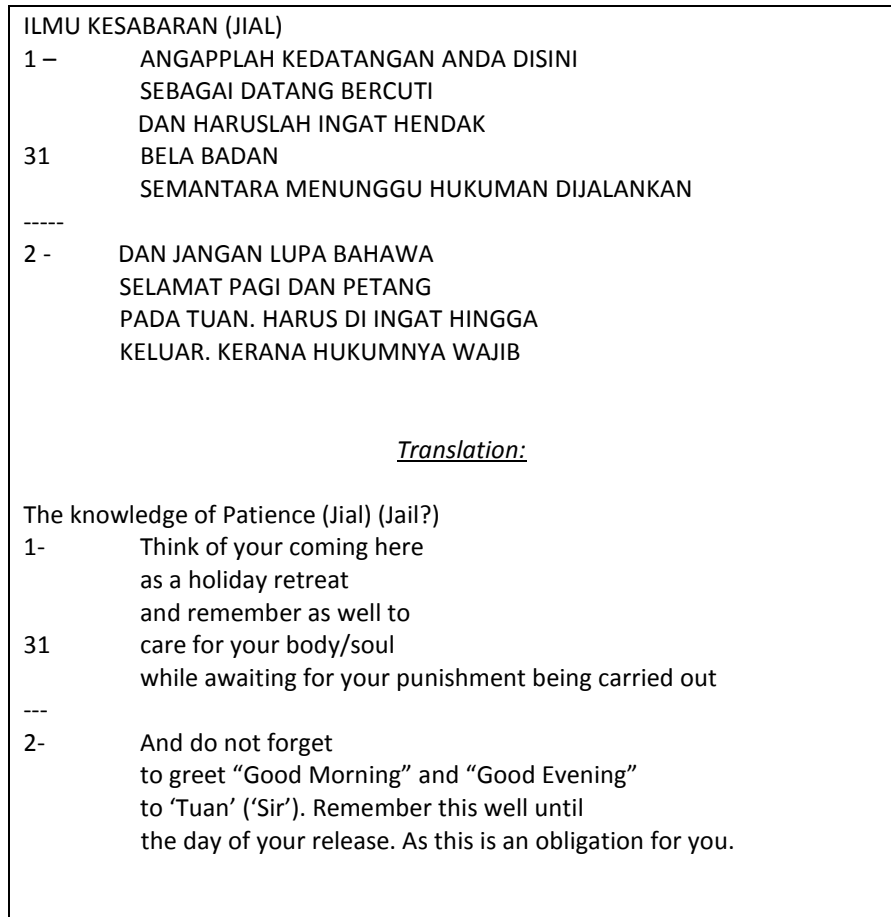 ILMU KESABARAN (JIAL)
1 – ANGAPPLAH KEDATANGAN ANDA DISINI
SEBAGAI DATANG BERCUTI
DAN HARUSLAH INGAT HENDAK
31 BELA BADAN
SEMANTARA MENUNGGU HUKUMAN DIJALANKAN
-----
2 - DAN JANGAN LUPA BAHAWA
SELAMAT PAGI DAN PETANG
PADA TUAN. HARUS DI INGAT HINGGA
KELUAR. KERANA HUKUMNYA WAJIB
Translation:
The knowledge of Patience (Jial) (Jail?)
1- Think of your coming here
as a holiday retreat
and remember as well to
31 care for your body/soul
while awaiting for your punishment being carried out
---
2- And do not forget
to greet “Good Morning” and “Good Evening”
to ‘Tuan’ (‘Sir’). Remember this well until
the day of your release. As this is an obligation for you.